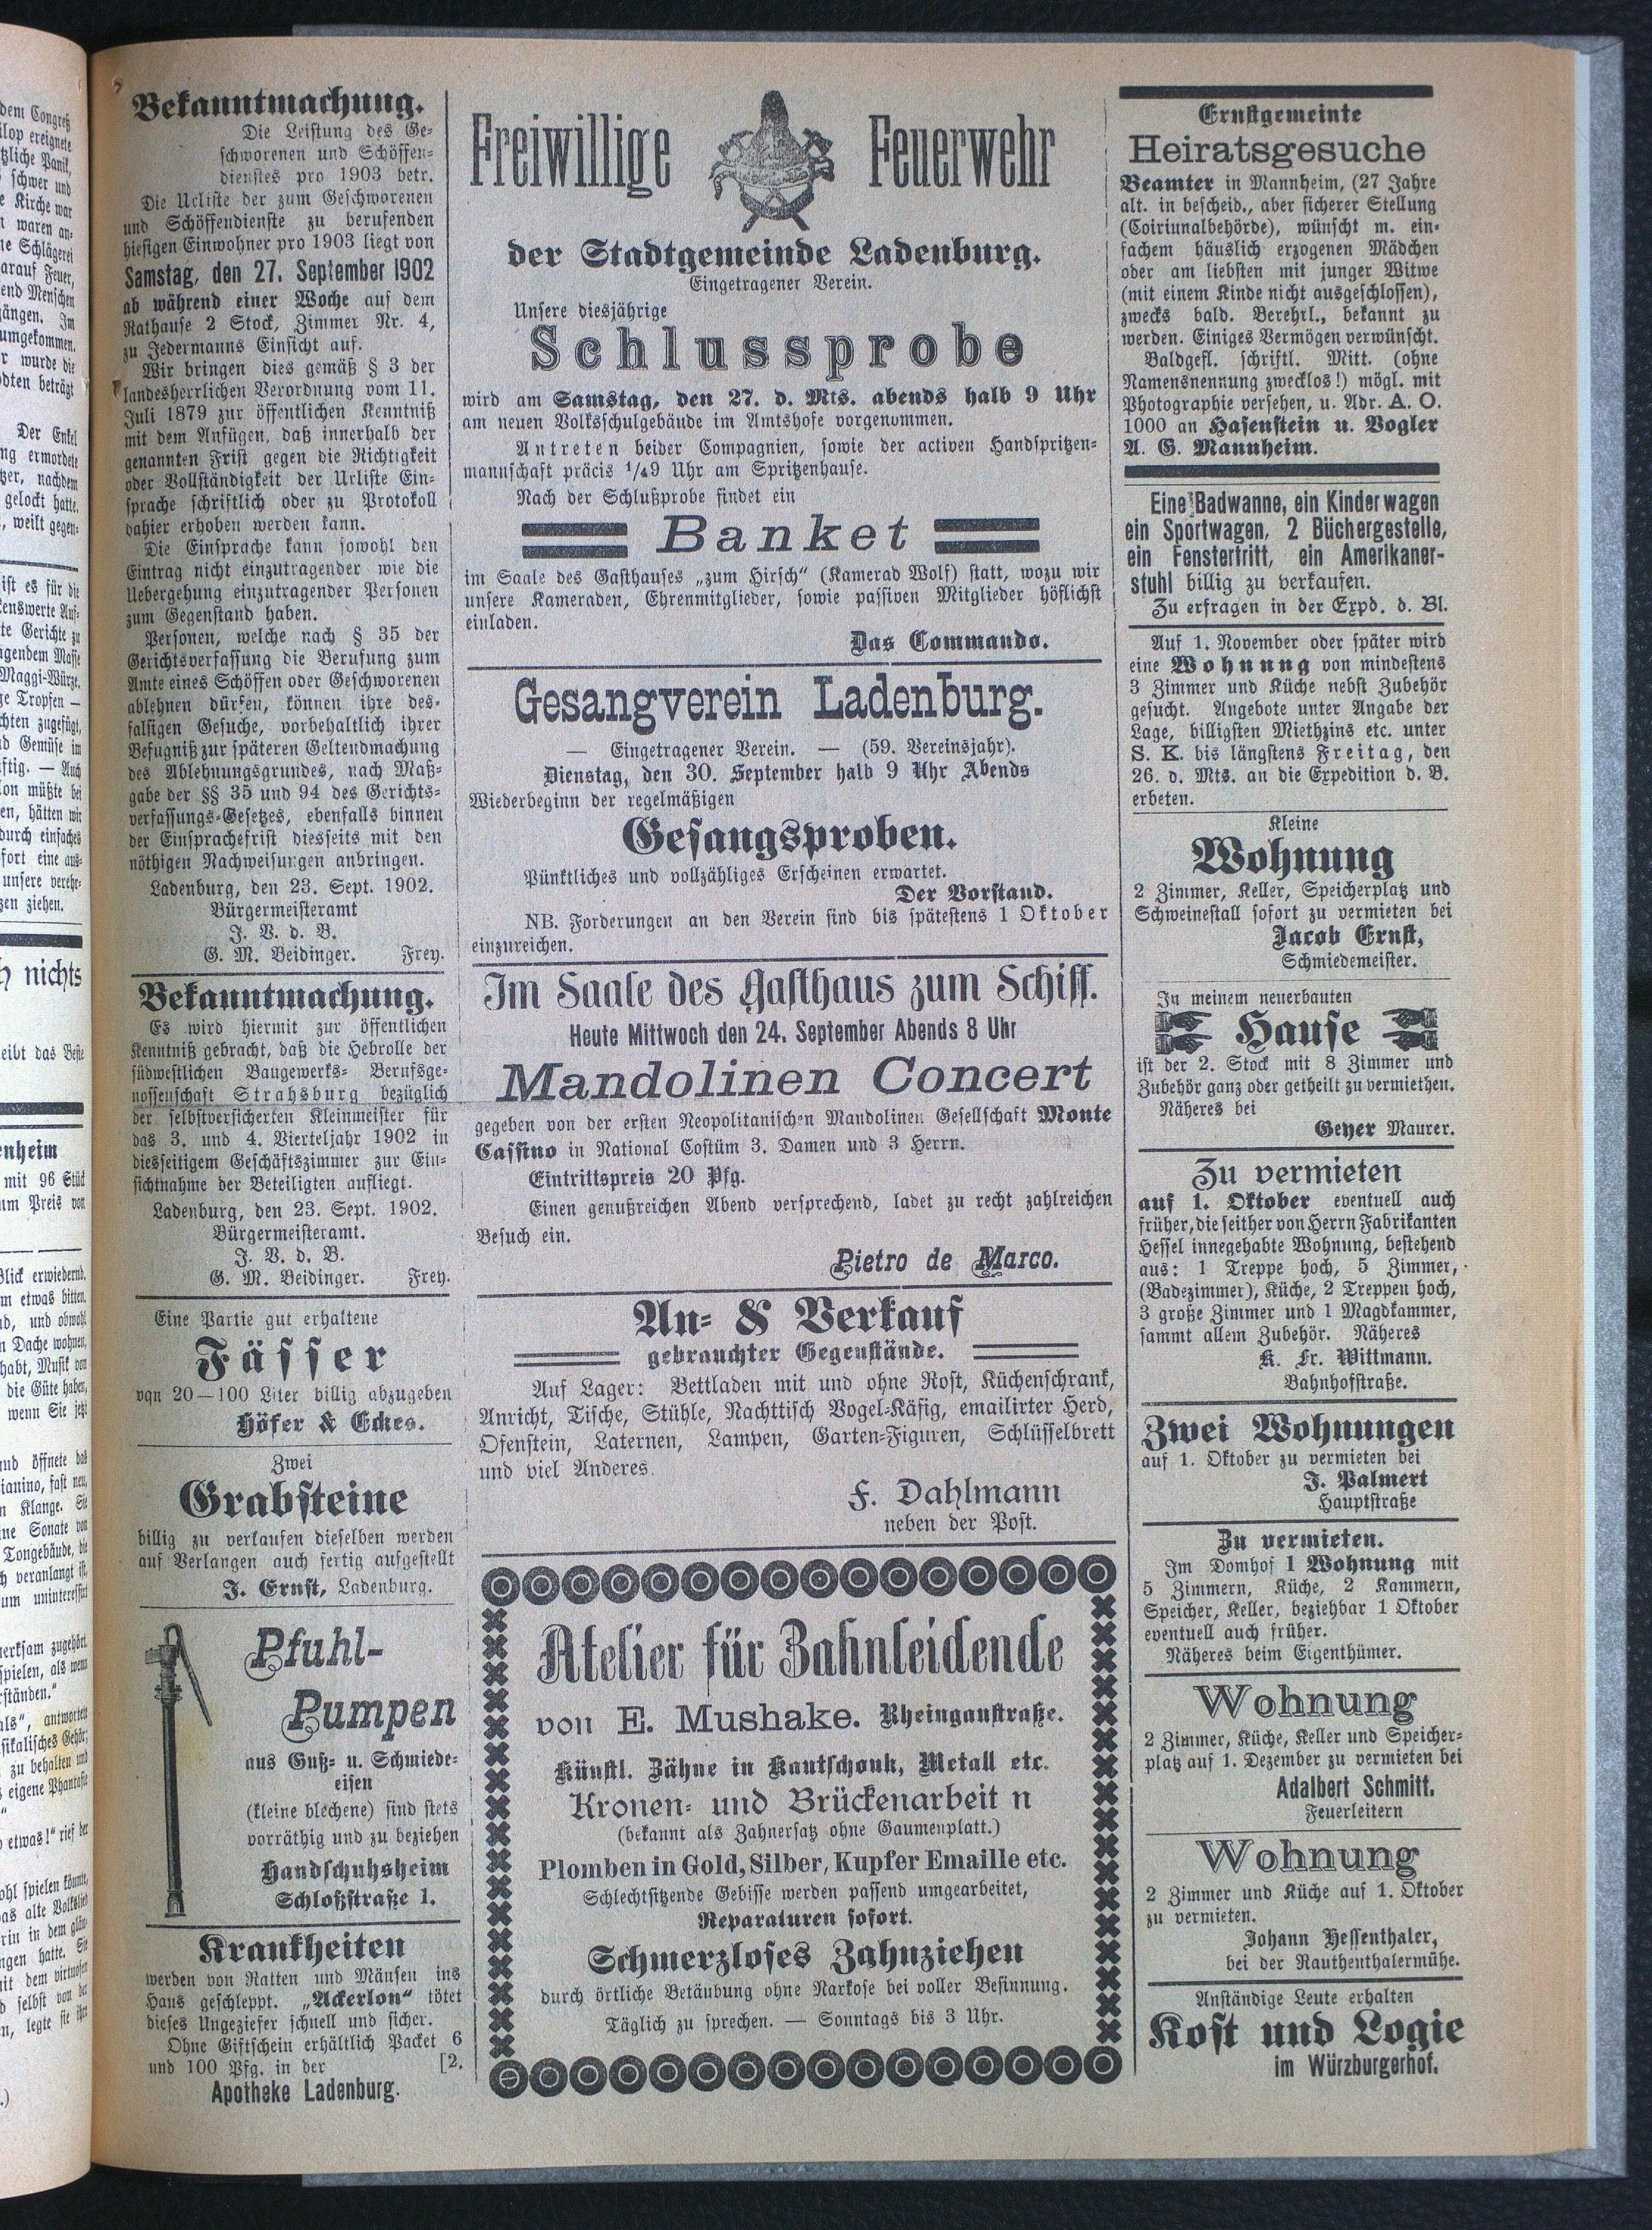 Bekanntmachung.
Die Leistung des Ge-
schworenen und Schöffen-
dienstes pro 1903 betr.
Die Urliste der zum Geschworenen
und Schöffendienste zu berufenden
hiesigen Einwohner pro 1903 liegt von
Samstag, den 27. September 1902
ab während einer Woche auf dem
Rathause 2 Stock, Zimmer Nr. 4,
zu Jedermanns Einsicht auf.
Wir bringen dies gemäß § 3 der
landesherrlichen Verordnung vom 11.
Juli 1879 zur öffentlichen Kenntniß
mit dem Anfügen, daß innerhalb der
genannten Frist gegen die Richtigkeit
oder Vollständigkeit der Urliste Ein-
sprache schriftlich oder zu Protokoll
dahier erhoben werden kann.
Die Einsprache kann sowohl den
Eintrag nicht einzutragender wie die
Uebergehung einzutragender Personen
zum Gegenstand haben.
Personen, welche nach § 35 der
Gerichtsverfassung die Berufung zum
Amte eines Schöffen oder Geschworenen
ablehnen dürfen, können ihre des-
falsigen Gesuche, vorbehaltlich ihrer
Befugniß zur späteren Geltendmachung
des Ablehnungsgrundes, nach Maß-
gabe der §§ 35 und 94 des Gerichts-
verfassungs-Gesetzes, ebenfalls binnen
der Einsprachefrist diesseits mit den
nöthigen Nachweisungen anbringen.
Ladenburg, den 23. Sept. 1902.
Bürgermeisteramt
J. V. d. B.
G. M. Beidinger. Frey.
Bekanntmachung.
Es wird hiermit zur öffentlichen
Kenntniß gebracht, daß die Hebrolle der
südwestlichen Baugewerks- Berufsge-
nossenschaft Straßburg bezüglich
der selbstversicherten Kleinmeister für
das 3. und 4. Vierteljahr 1902 in
diesseitigem Geschäftszimmer zur Ein-
sichtnahme der Beteiligten aufliegt.
Ladenburg, den 23. Sept. 1902.
Bürgermeisteramt.
J. V. d. B.
G. M. Beidinger. Frey.
Eine Partie gut erhaltene
Fässer
von 20—100 Liter billig abzugeben
Höfer & Eckes.
Zwei
Grabsteine
billig zu verkaufen dieselben werden
auf Verlangen auch fertig aufgestellt
J. Ernst, Ladenburg.
Pfuhl-
Pumpen
aus Guß- u. Schmiede-
eisen
(kleine blechene) sind stets
vorräthig und zu beziehen
Handschuhsheim
Schloßstraße 1.
Krankheiten
werden von Ratten und Mäusen ins
Haus geschleppt. „Ackerlon“ tötet
dieses Ungeziefer schnell und sicher.
Ohne Giftschein erhältlich Packet 6
und 100 Pfg. in der [2.
Apotheke Ladenburg.
Freiwillige Feuerwehr
der Stadtgemeinde Ladenburg.
Eingetragener Verein.
Unsere diesjährige
Schlussprobe
wird am Samstag, den 27. d. Mts. abends halb 9 Uhr
am neuen Volksschulgebäude im Amtshofe vorgenommen.
Antreten beider Compagnien, sowie der activen Handspritzen-
mannschaft präcis 1/49 Uhr am Spritzenhause.
Nach der Schlußprobe findet ein
Banket
im Saale des Gasthauses „zum Hirsch“ (Kamerad Wolf) statt, wozu wir
unsere Kameraden, Ehrenmitglieder, sowie passiven Mitglieder höflichst
einladen.
Das Commando.
Gesangverein Ladenburg.
— Eingetragener Verein. — (59. Vereinsjahr).
Dienstag, den 30. September halb 9 Uhr Abends
Wiederbeginn der regelmäßigen
Gesangsproben.
Pünktliches und vollzähliges Erscheinen erwartet.
Der Vorstand.
NB. Forderungen an den Verein sind bis spätestens 1 Oktober
einzureichen.
Im Saale des Gasthaus zum Schiff.
Heute Mittwoch den 24. September Abends 8 Uhr
Mandolinen Concert
gegeben von der ersten Neopolitanischen Mandolinen Gesellschaft Monte
Cassino in National Costüm 3. Damen und 3 Herrn.
Eintrittspreis 20 Pfg.
Einen genußreichen Abend versprechend, ladet zu recht zahlreichen
Besuch ein.
Pietro de Marco.
An- & Verkauf
gebrauchter Gegenstände.
Auf Lager: Bettladen mit und ohne Rost, Küchenschrank,
Anricht, Tische, Stühle, Nachttisch Vogel-Käfig, emailirter Herd,
Ofenstein, Laternen, Lampen, Garten-Figuren, Schlüsselbrett
und viel Anderes.
F. Dahlmann
neben der Post.
Atelier für Zahnleidende
von E. Mushake. Rheingaustraße.
Künstl. Zähne in Kautschouk, Metall etc.
Kronen- und Brückenarbeit n
(bekannt als Zahnersatz ohne Gaumenplatt.)
Plomben in Gold, Silber, Kupfer Emaille etc.
Schlechtsitzende Gebisse werden passend umgearbeitet,
Reparaturen sofort.
Schmerzloses Zahnziehen
durch örtliche Betäubung ohne Narkose bei voller Besinnung.
Täglich zu sprechen. — Sonntags bis 3 Uhr.
Ernstgemeinte
Heiratsgesuche
Beamter in Mannheim, (27 Jahre
alt. in bescheid., aber sicherer Stellung
(Coiriunalbehörde), wünscht m. ein-
fachem häuslich erzogenen Mädchen
oder am liebsten mit junger Witwe
(mit einem Kinde nicht ausgeschlossen),
zwecks bald. Verehrl., bekannt zu
werden. Einiges Vermögen verwünscht.
Baldgefl. schriftl. Mitt. (ohne
Namensnennung zwecklos!) mögl. mit
Photographie versehen, u. Adr. A. O.
1000 an Hasenstein u. Vogler
A. G. Mannheim.
Eine Badwanne, ein Kinderwagen
ein Sportwagen, 2 Büchergestelle,
ein Fenstertritt, ein Amerikaner-
stuhl billig zu verkaufen.
Zu erfragen in der Expd. d. Bl.
Auf 1. November oder später wird
eine Wohnung von mindestens
3 Zimmer und Küche nebst Zubehör
gesucht. Angebote unter Angabe der
Lage, billigsten Miethzins etc. unter
S. K. bis längstens Freitag, den
26. d. Mts. an die Expedition d. B.
erbeten.
Kleine
Wohnung
2 Zimmer, Keller, Speicherplatz und
Schweinestall sofort zu vermieten bei
Jacob Ernst,
Schmiedemeister.
In meinem neuerbauten
Hause
ist der 2. Stock mit 8 Zimmer und
Zubehör ganz oder getheilt zu vermiethen.
Näheres bei
Geyer Maurer.
Zu vermieten
auf 1. Oktober eventuell auch
früher, die seither von Herrn Fabrikanten
Hessel innegehabte Wohnung, bestehend
aus: 1 Treppe hoch, 5 Zimmer,
(Badezimmer), Küche, 2 Treppen hoch,
3 große Zimmer und 1 Magdkammer,
sammt allem Zubehör. Näheres
K. Fr. Wittmann.
Bahnhofstraße.
Zwei Wohnungen
auf 1. Oktober zu vermieten bei
J. Palmert
Hauptstraße
Zu vermieten.
Im Domhof 1 Wohnung mit
5 Zimmern, Küche, 2 Kammern,
Speicher, Keller, beziehbar 1 Oktober
eventuell auch früher.
Näheres beim Eigenthümer.
Wohnung
2 Zimmer, Küche, Keller und Speicher-
platz auf 1. Dezember zu vermieten bei
Adalbert Schmitt.
Feuerleitern
Wohnung
2 Zimmer und Küche auf 1. Oktober
zu vermieten.
Johann Hessenthaler,
bei der Nauthenthalermühe.
Anständige Leute erhalten
Kost und Logie
im Würzburgerhof.